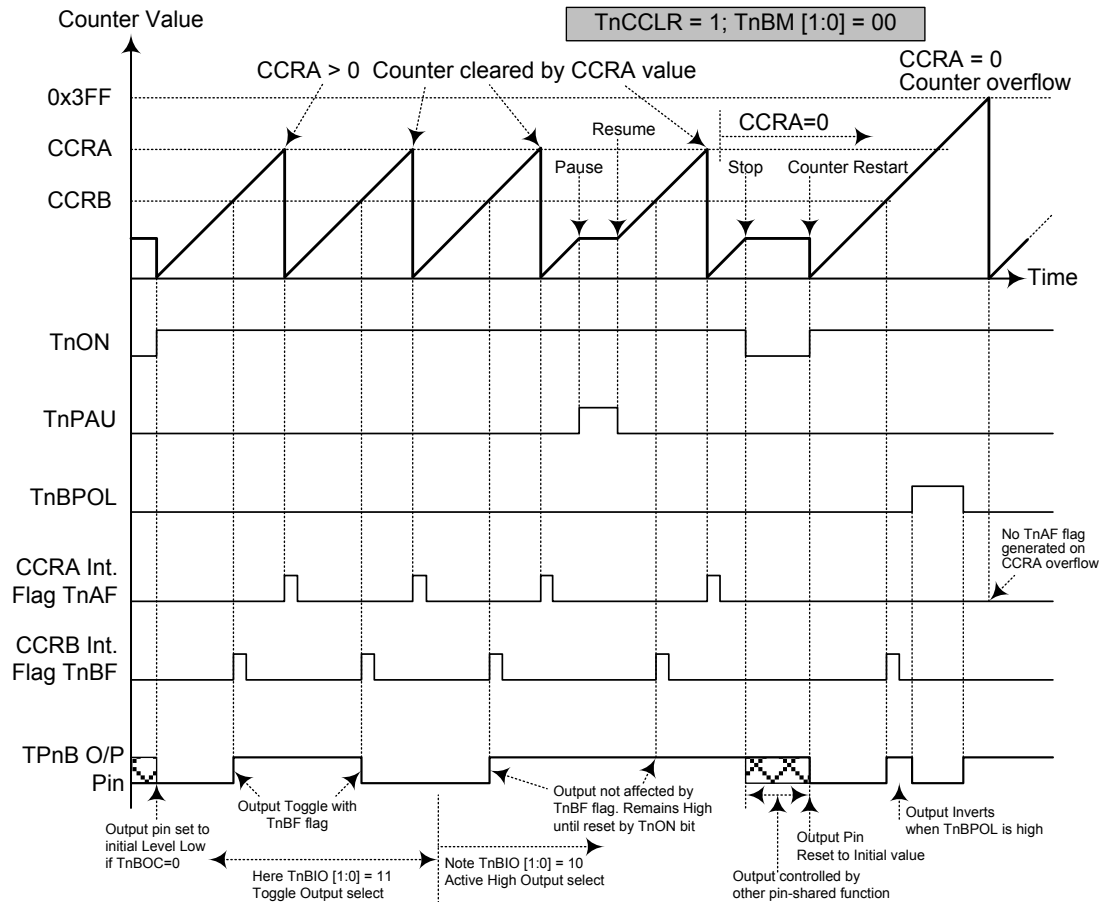 Counter Value
TnCCLR = 1; TnBM [1:0] = 00
CCRA > 0 Counter cleared by CCRA value
CCRA = 0
Counter overflow
0x3FF
CCRA=0
Resume
CCRA
Pause
Stop
Counter Restart
CCRB
Time
TnON
TnPAU
TnBPOL
No TnAF flag
generated on
CCRA overflow
CCRA Int.
Flag TnAF
CCRB Int.
Flag TnBF
TPnB O/P
Pin
Output pin set to
initial Level Low
if TnBOC=0
Output Toggle with
TnBF flag
Here TnBIO [1:0] = 11
Toggle Output select
Output not affected by
TnBF flag. Remains High
until reset by TnON bit
Note TnBIO [1:0] = 10
Active High Output select
Output Inverts
when TnBPOL is high
Output Pin
Reset to Initial value
Output controlled by
other pin-shared function